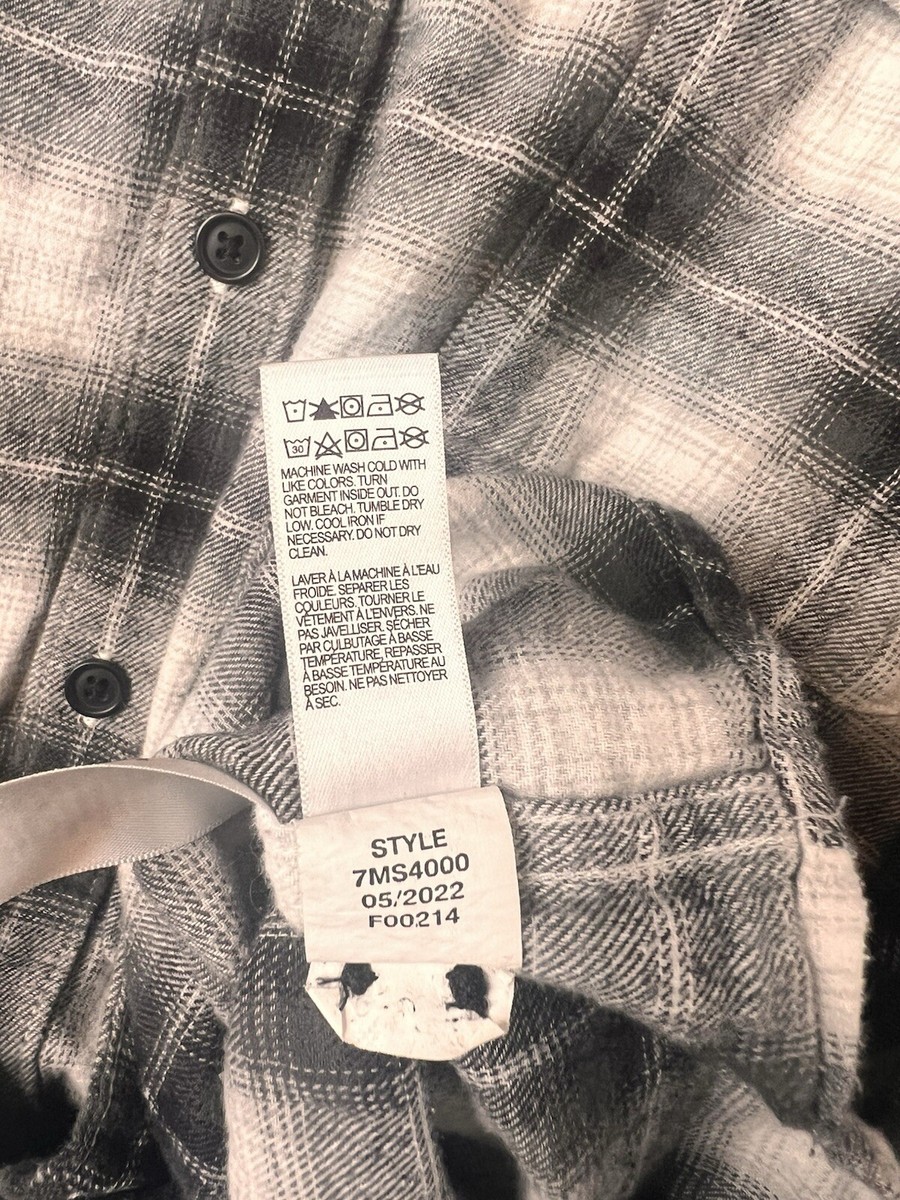 30
MACHINE WASH COLD WITH
LIKE COLORS. TURN
GARMENT INSIDE OUT. DO
NOT BLEACH. TUMBLE DRY
LOW. COOL IRON IF
NECESSARY. DO NOT DRY
CLEAN.
LAVER À LA MACHINE À L'EAU
FROIDE. SEPARER LES
COULEURS. TOURNER LE
VÊTEMENT À L'ENVERS. NE
PAS JAVELLISER. SÉCHER
PAR CULBUTAGE À BASSE
TEMPÉRATURE, REPASSER
À BASSE TEMPÉRATURE AU
BESOIN. NE PAS NETTOYER
À SEC.
STYLE
7MS4000
05/2022
F00214